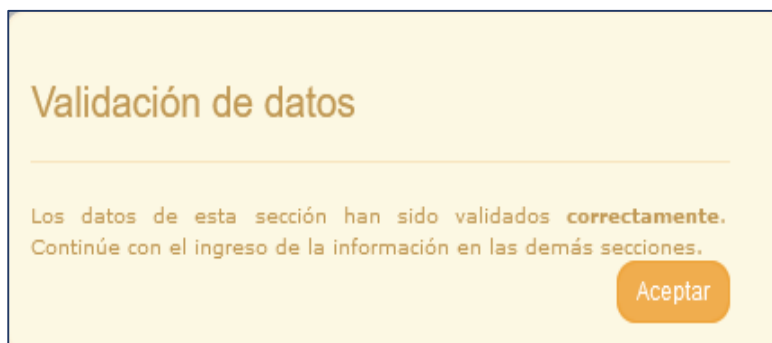 Validación de datos
Los datos de esta sección han sido validados correctamente.
Continúe con el ingreso de la información en las demás secciones.
Aceptar